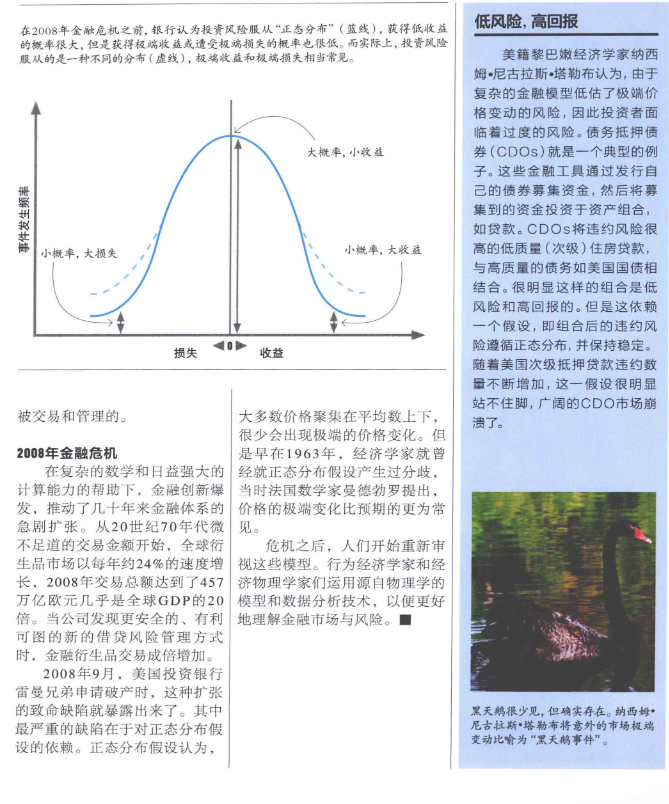 在2008年金融危机之前，银行认为投资风险服从“正态分布”（蓝线），获得低收益
的概率很大，但是获得极端收益或遭受极端损失的概率也很低。而实际上，投资风险
服从的是一种不同的分布（虚线），极端收益和极端损失相当常见。
事件发生频率
大概率，小收益
小概率，大损失
小概率，大收益
损失
0
收益
被交易和管理的。
2008年金融危机
在复杂的数学和日益强大的
计算能力的帮助下，金融创新爆
发，推动了几十年来金融体系的
急剧扩张。从20世纪70年代微
不足道的交易金额开始，全球衍
生品市场以每年约24%的速度增
长，2008年交易总额达到了457
万亿欧元几乎是全球GDP的20
倍。当公司发现更安全的、有利
可图的新的借贷风险管理方式
时，金融衍生品交易成倍增加。
2008年9月，美国投资银行
雷曼兄弟申请破产时，这种扩张
的致命缺陷就暴露出来了。其中
最严重的缺陷在于对正态分布假
设的依赖。正态分布假设认为，
大多数价格聚集在平均数上下，
很少会出现极端的价格变化。但
是早在1963年，经济学家就曾
经就正态分布假设产生过分歧，
当时法国数学家曼德勃罗提出，
价格的极端变化比预期的更为常
见。
危机之后，人们开始重新审
视这些模型。行为经济学家和经
济物理学家们运用源自物理学的
模型和数据分析技术，以便更好
地理解金融市场与风险。■
低风险，高回报
美籍黎巴嫩经济学家纳西
姆•尼古拉斯•塔勒布认为，由于
复杂的金融模型低估了极端价
格变动的风险，因此投资者面
临着过度的风险。债务抵押债
券（CDOs）就是一个典型的例
子。这些金融工具通过发行自
己的债券募集资金，然后将募
集到的资金投资于资产组合，
如贷款。CDOs将违约风险很
高的低质量（次级）住房贷款，
与高质量的债务如美国国债相
结合。很明显这样的组合是低
风险和高回报的。但是这依赖
一个假设，即组合后的违约风
险遵循正态分布，并保持稳定。
随着美国次级抵押贷款违约数
量不断增加，这一假设很明显
站不住脚，广阔的CDO市场崩
溃了。
黑天鹅很少见，但确实存在。纳西姆•
尼古拉斯•塔勒布将意外的市场极端
变动比喻为“黑天鹅事件”。